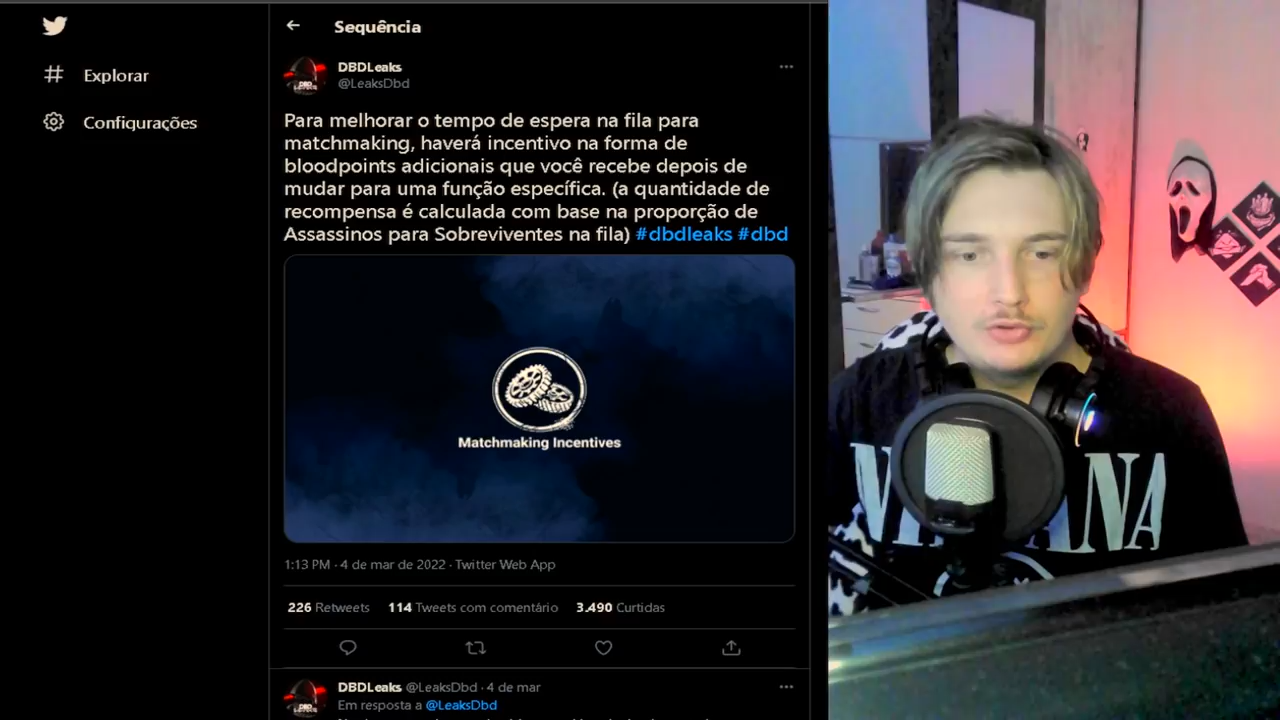 Sequência
Explorar
Configurações
DBDLeaks
@LeaksDbd
Para melhorar o tempo de espera na fila para
matchmaking, haverá incentivo na forma de
bloodpoints adicionais que você recebe depois de
mudar para uma função específica. (a quantidade de
recompensa é calculada com base na proporção de
Assassinos para Sobreviventes na fila) #dbdleaks #dbd
Matchmaking Incentives
1:13 PM · 4 de mar de 2022 · Twitter Web App
226 Retweets 114 Tweets com comentário 3.490 Curtidas
DBDLeaks @LeaksDbd · 4 de mar
Em resposta a @LeaksDbd